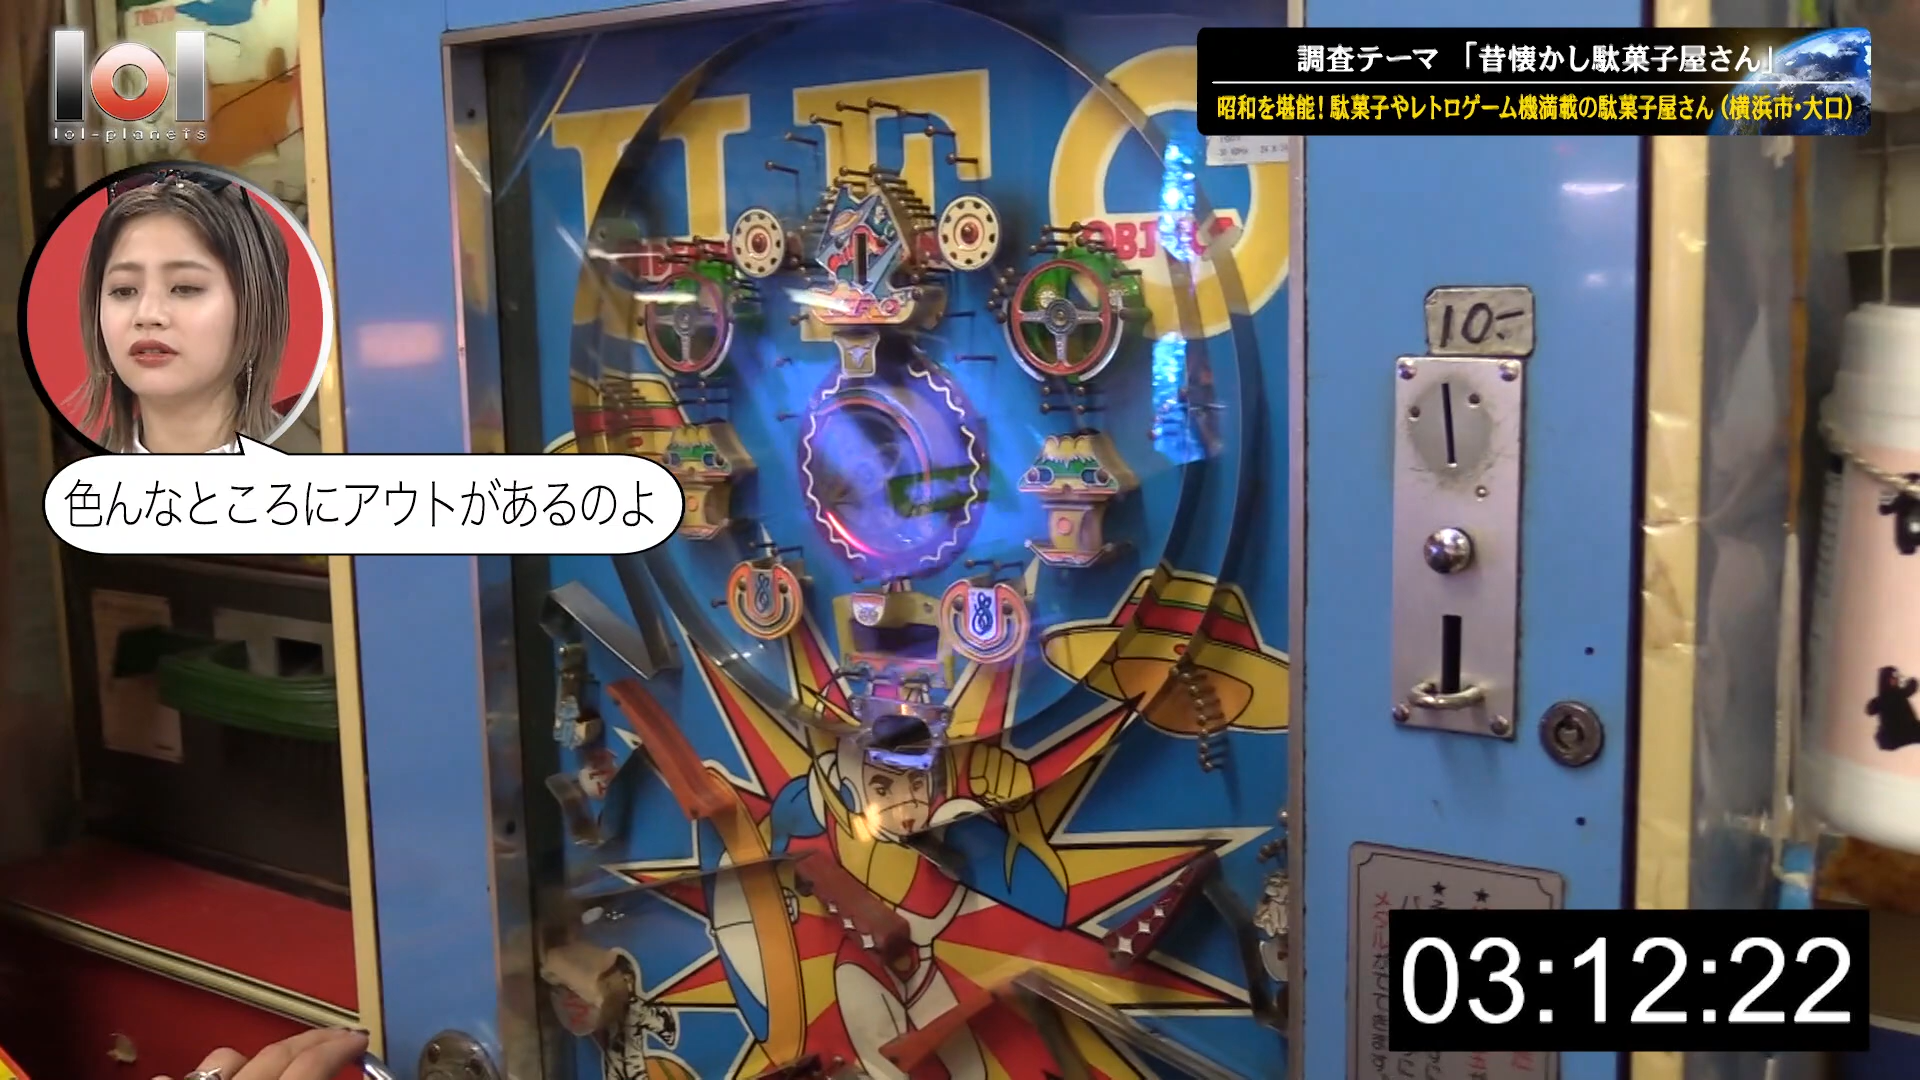 lol
lol-planets
調査テーマ 「昔懐かし駄菓子屋さん」
昭和を堪能!駄菓子やレトロゲーム機満載の駄菓子屋さん(横浜市・大口)
UFO
OBJECT
10-
色んなところにアウトがあるのよ
03:12:22